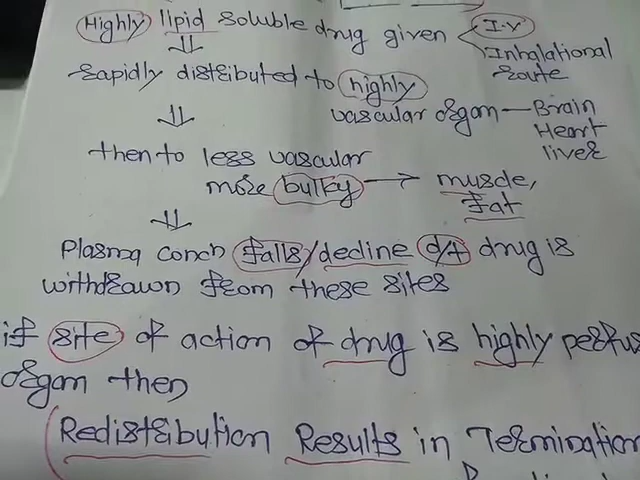 Highly lipid soluble drug given I.V
Inhalational
route
rapidly distributed to highly
vascular organ — Brain
Heart
liver
then to less vascular
more bulky → muscle,
fat
Plasma concn falls/decline d/t drug is
withdrawn from these sites
if site of action of drug is highly perfus
organ then
Redistribution Results in Termination